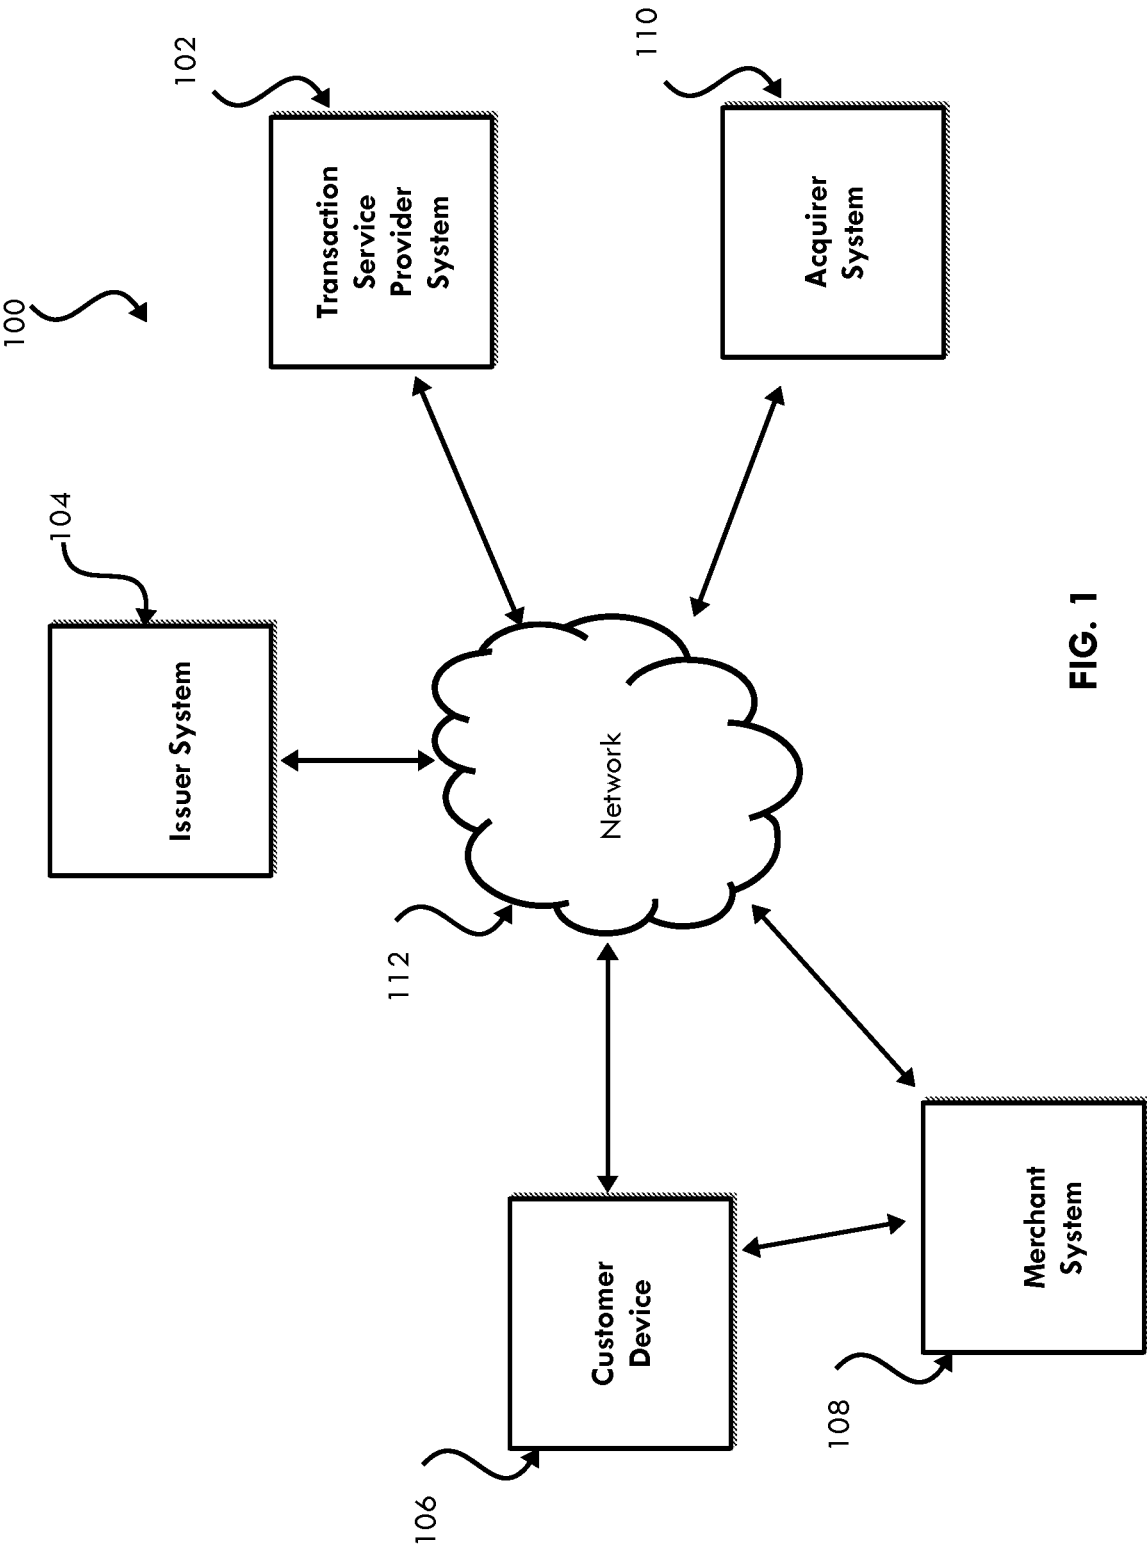 100
104
Issuer System
102
Transaction
Service
Provider
System
112
Network
106
Customer
Device
110
Acquirer
System
108
Merchant
System
FIG. 1